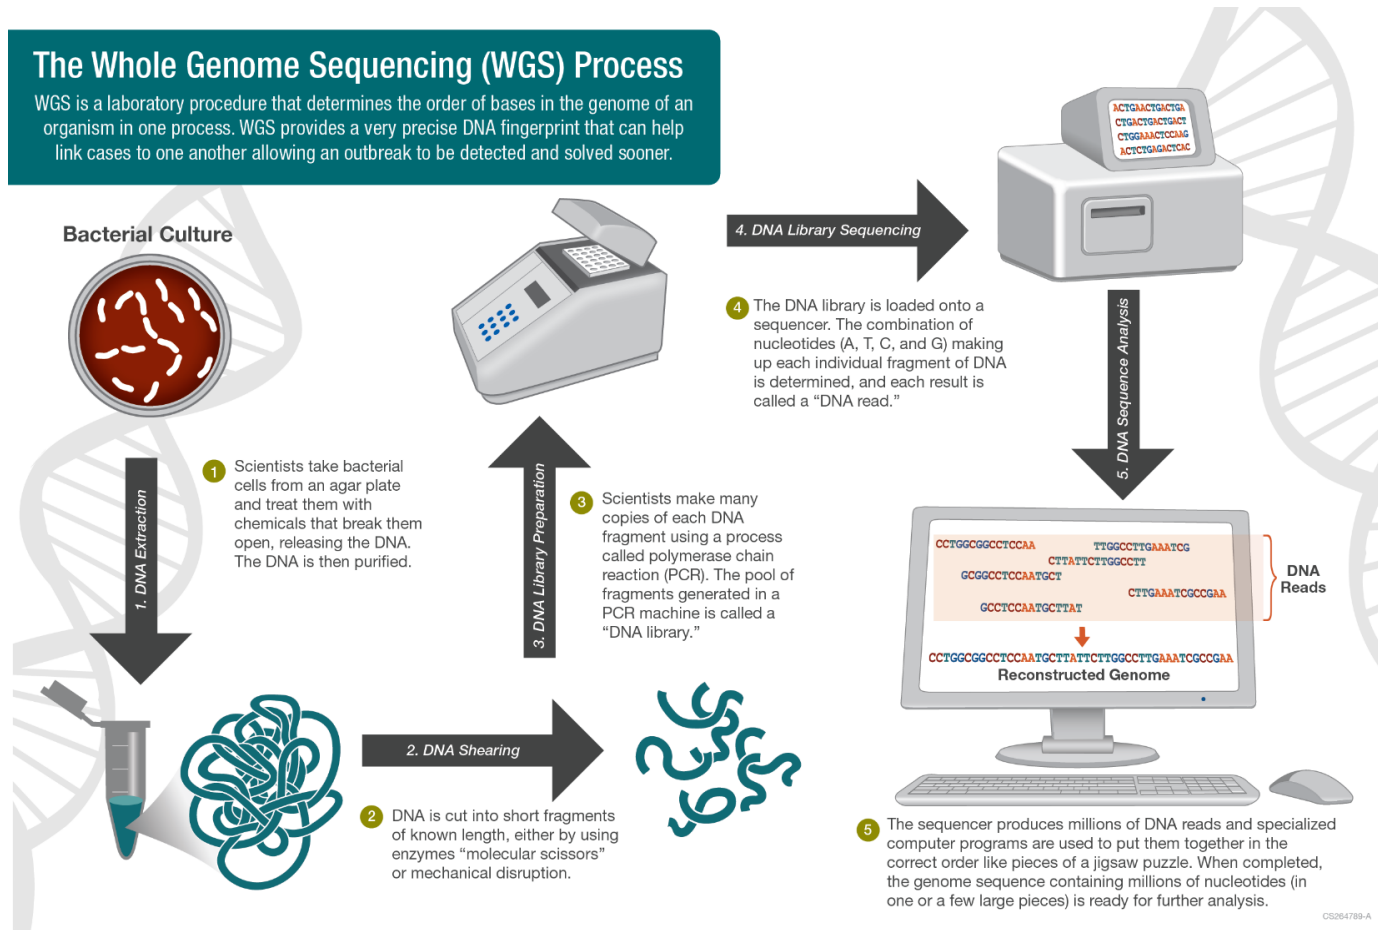 The Whole Genome Sequencing (WGS) Process
WGS is a laboratory procedure that determines the order of bases in the genome of an
organism in one process. WGS provides a very precise DNA fingerprint that can help
link cases to one another allowing an outbreak to be detected and solved sooner.
Bacterial Culture
1. DNA Extraction
1
Scientists take bacterial
cells from an agar plate
and treat them with
chemicals that break them
open, releasing the DNA.
The DNA is then purified.
2. DNA Shearing
2
DNA is cut into short fragments
of known length, either by using
enzymes “molecular scissors”
or mechanical disruption.
3. DNA Library Preparation
3
Scientists make many
copies of each DNA
fragment using a process
called polymerase chain
reaction (PCR). The pool of
fragments generated in a
PCR machine is called a
“DNA library.”
4. DNA Library Sequencing
4
The DNA library is loaded onto a
sequencer. The combination of
nucleotides (A, T, C, and G) making
up each individual fragment of DNA
is determined, and each result is
called a “DNA read.”
ACTGAACTGACTGA
CTGACTGACTGACT
CTGGAAACTCCAAG
ACTCTGAGACTCAC
5. DNA Sequence Analysis
CCTGGCGGCCTCCAA
TTGGCCTTGAAATCG
CTTATTCTTGGCCTT
GCGGCCTCCAATGCT
CTTGAAATCGCCGAA
GCCTCCAATGCTTAT
DNA
Reads
CCTGGCGGCCTCCAATGCTTATTCTTGGCCTTGAAATCGCCGAA
Reconstructed Genome
5
The sequencer produces millions of DNA reads and specialized
computer programs are used to put them together in the
correct order like pieces of a jigsaw puzzle. When completed,
the genome sequence containing millions of nucleotides (in
one or a few large pieces) is ready for further analysis.
CS264789-A